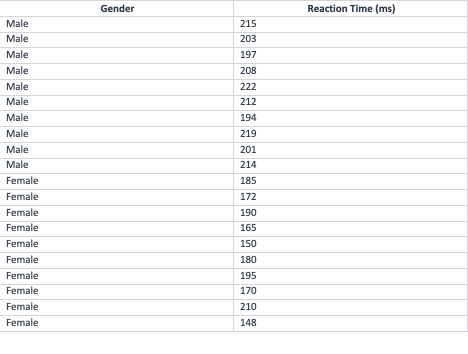 Gender Reaction Time (ms)
Male 215
Male 203
Male 197
Male 208
Male 222
Male 212
Male 194
Male 219
Male 201
Male 214
Female 185
Female 172
Female 190
Female 165
Female 150
Female 180
Female 195
Female 170
Female 210
Female 148